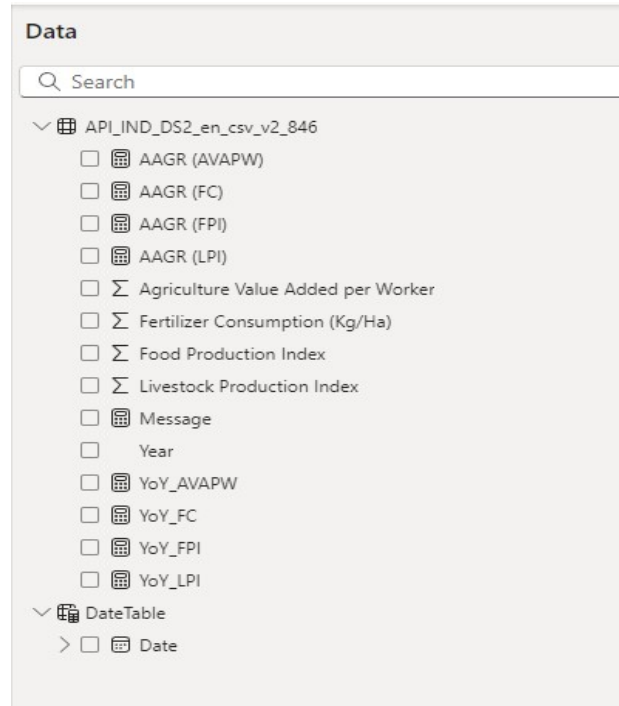 Data
Search
API_IND_DS2_en_csv_v2_846
AAGR (AVAPW)
AAGR (FC)
AAGR (FPI)
AAGR (LPI)
Agriculture Value Added per Worker
Fertilizer Consumption (Kg/Ha)
Food Production Index
Livestock Production Index
Message
Year
YoY_AVAPW
YoY_FC
YoY_FPI
YoY_LPI
DateTable
Date